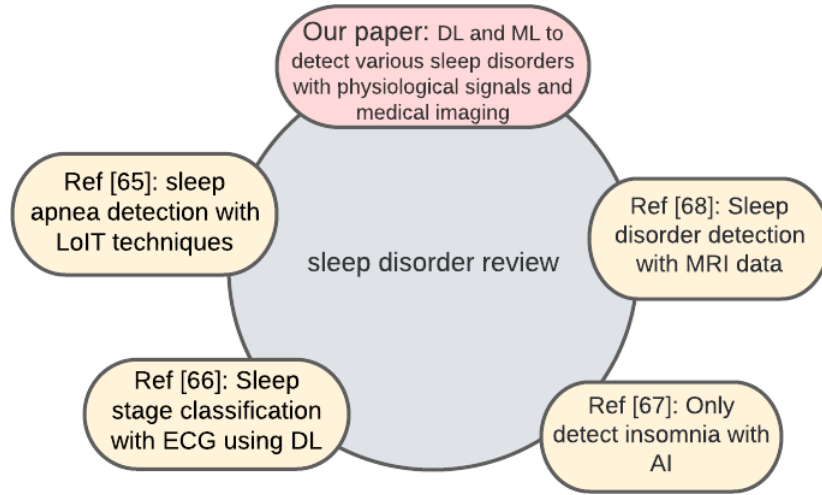 Our paper: DL and ML to
detect various sleep disorders
with physiological signals and
medical imaging
Ref [65]: sleep
apnea detection with
LoIT techniques
Ref [68]: Sleep
disorder detection
with MRI data
sleep disorder review
Ref [66]: Sleep
stage classification
with ECG using DL
Ref [67]: Only
detect insomnia with
AI